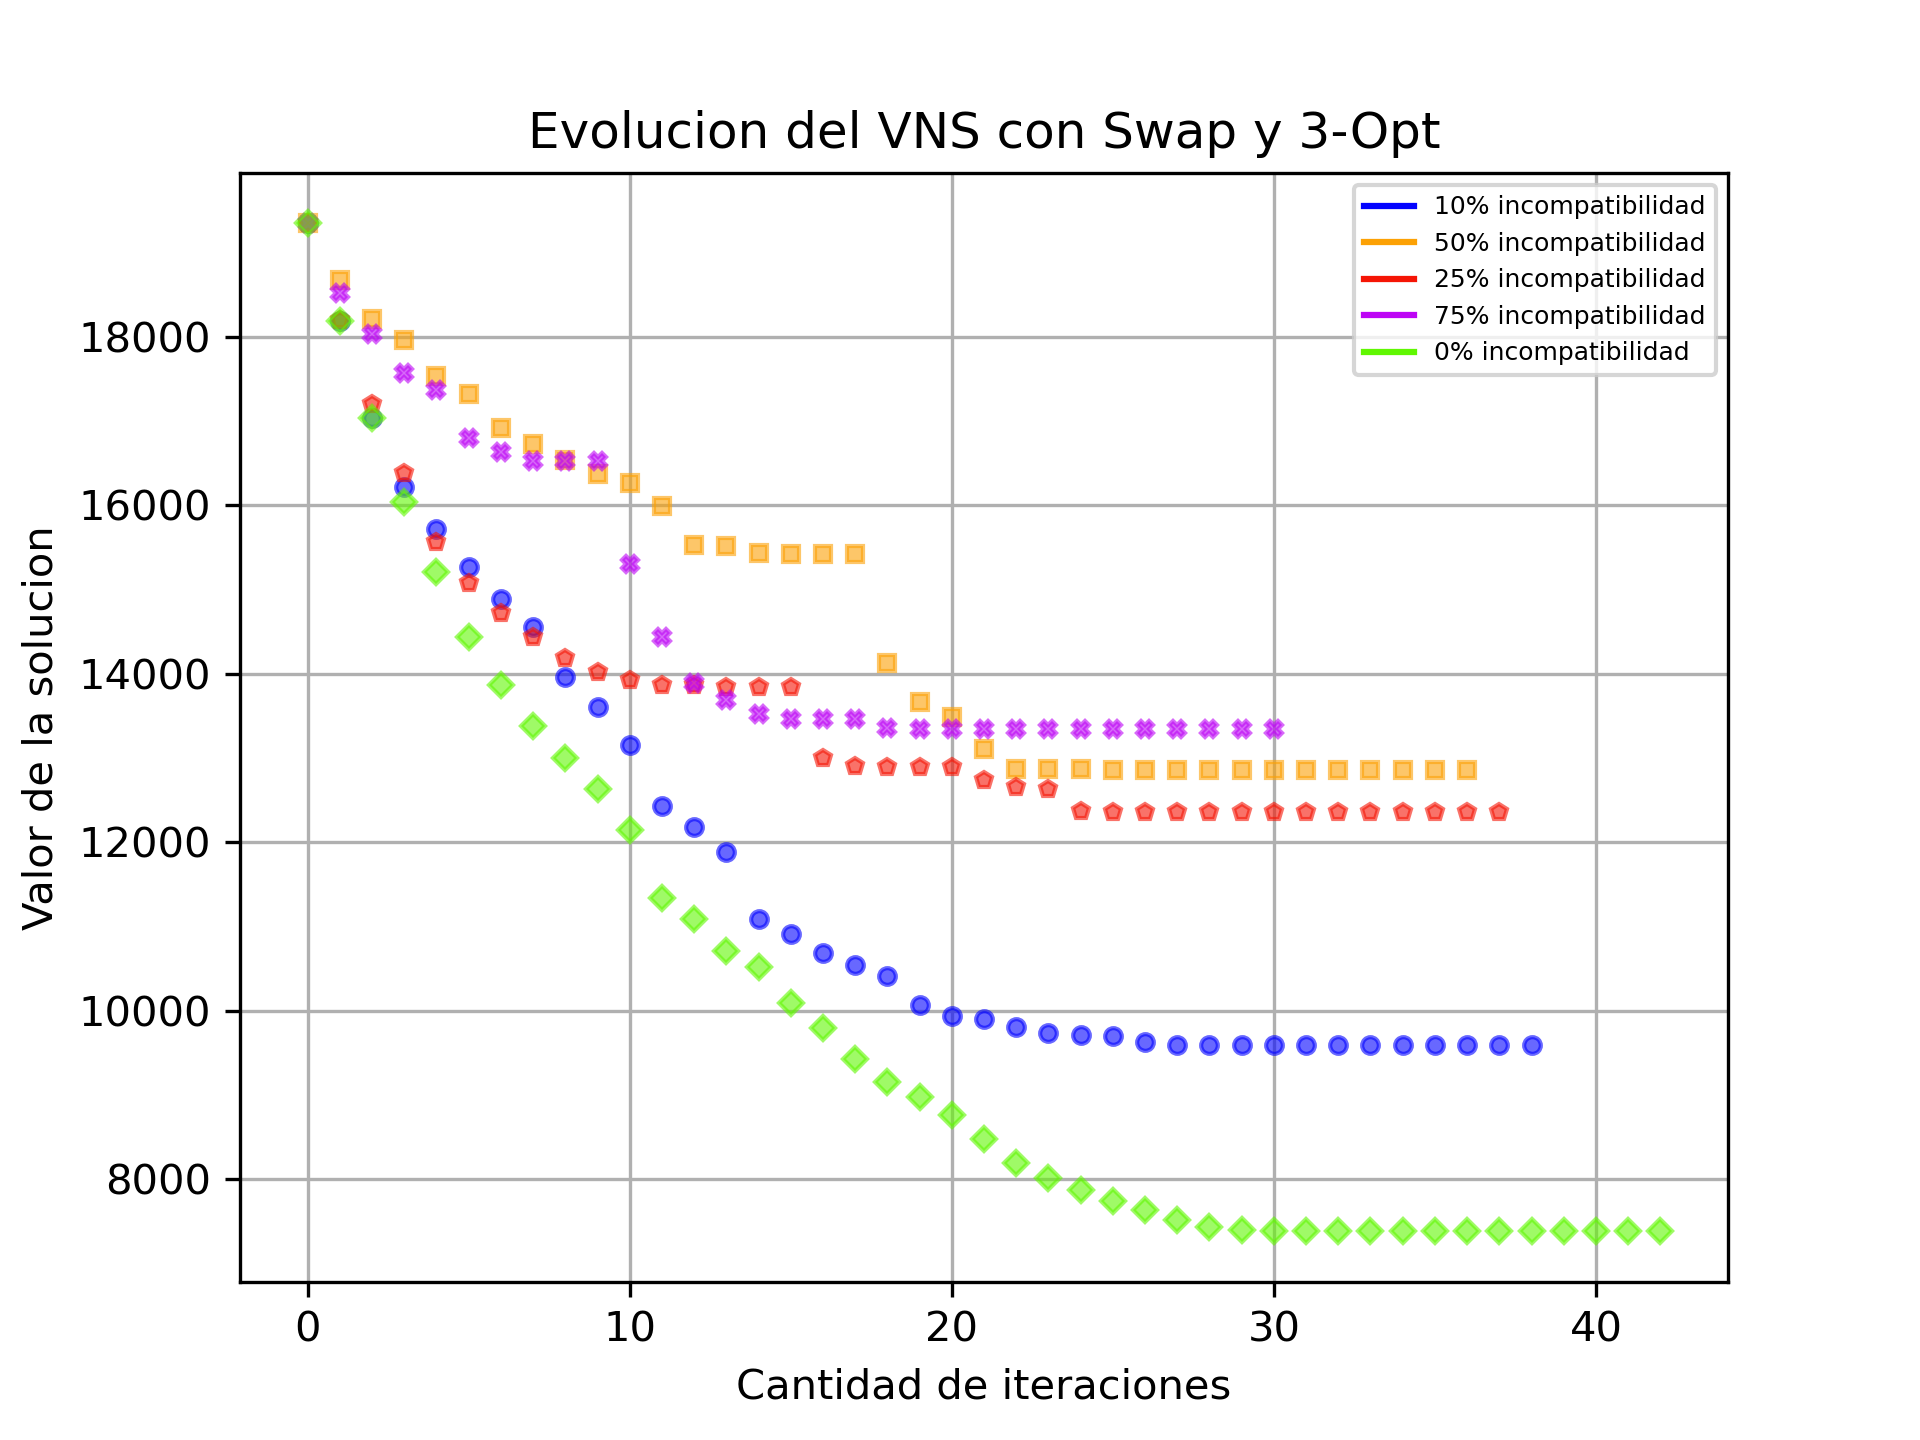 Evolucion del VNS con Swap y 3-Opt
10% incompatibilidad
50% incompatibilidad
25% incompatibilidad
75% incompatibilidad
0% incompatibilidad
Valor de la solucion
18000
16000
14000
12000
10000
8000
0 10 20 30 40
Cantidad de iteraciones